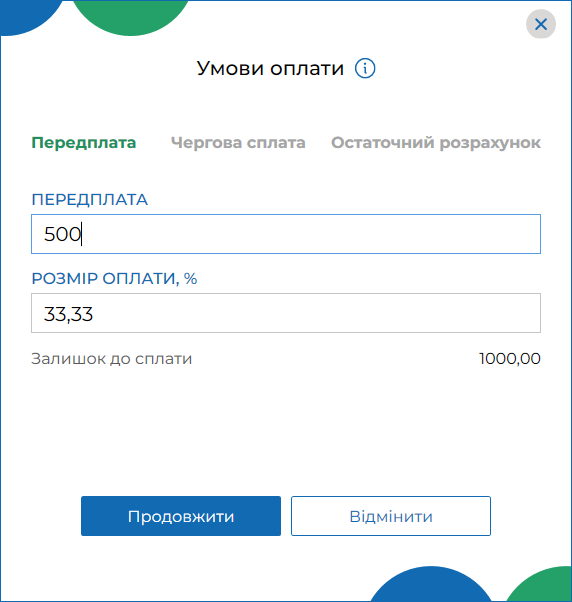 Умови оплати
Передплата Чергова сплата Остаточний розрахунок
ПЕРЕДПЛАТА
500
РОЗМІР ОПЛАТИ, %
33,33
Залишок до сплати 1000,00
Продовжити Відмінити